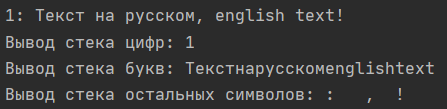 1: Текст на русском, english text!
Вывод стека цифр: 1
Вывод стека букв: Текстнарусскомenglishtext
Вывод стека остальных символов: :   ,  !